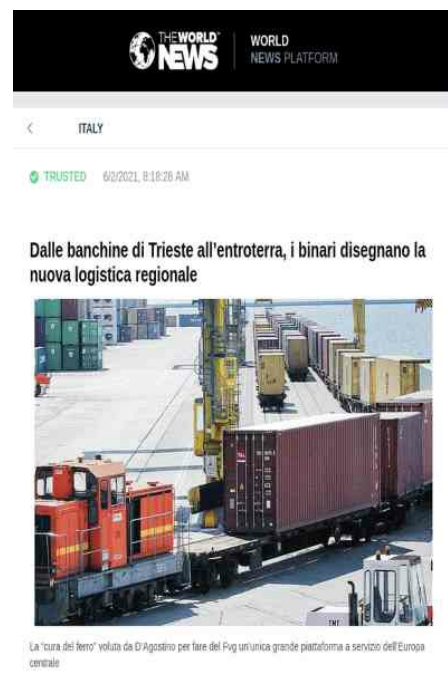 THE WORLD
NEWS
WORLD
NEWS PLATFORM
ITALY
TRUSTED 6/2/2021, 8:18:28 AM
Dalle banchine di Trieste all'entroterra, i binari disegnano la
nuova logistica regionale
La "cura del ferro" voluta da D'Agostino per fare del Fvg un'unica grande piattaforma a servizio dell'Europa
centrale